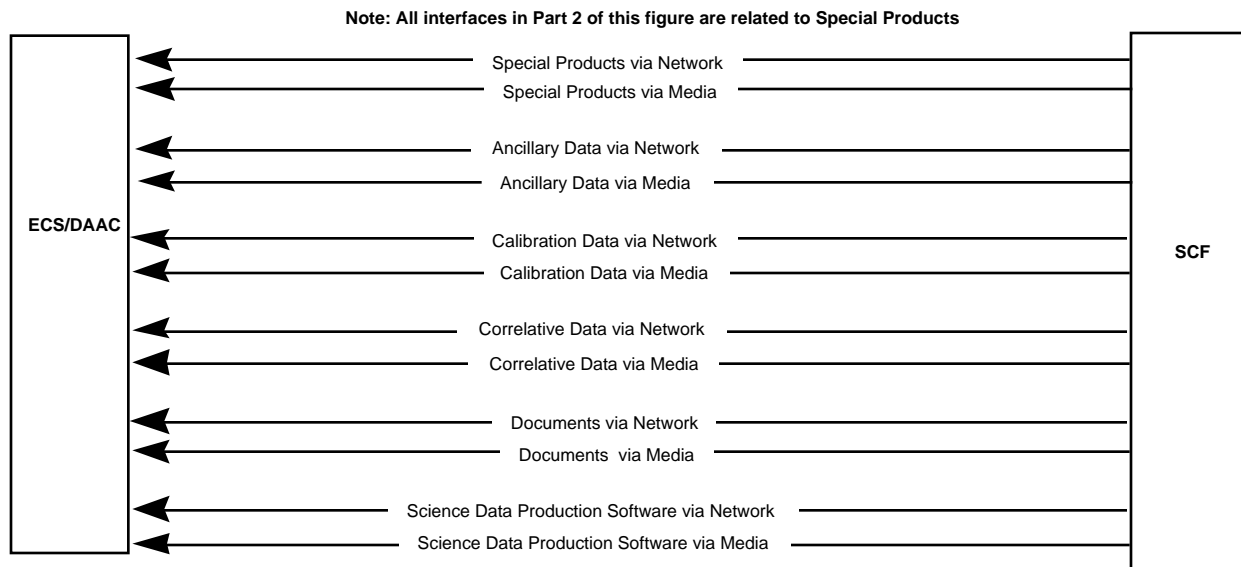 Note: All interfaces in Part 2 of this figure are related to Special Products
Special Products via Network
Special Products via Media
Ancillary Data via Network
Ancillary Data via Media
ECS/DAAC
Calibration Data via Network
SCF
Calibration Data via Media
Correlative Data via Network
Correlative Data via Media
Documents via Network
Documents via Media
Science Data Production Software via Network
Science Data Production Software via Media